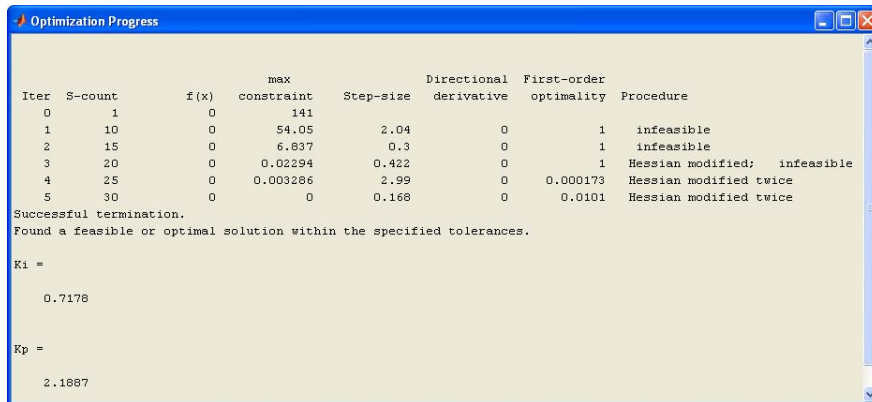 Optimization Progress
max Directional First-order
Iter S-count f(x) constraint Step-size derivative optimality Procedure
0 1 0 141
1 10 0 54.05 2.04 0 1 infeasible
2 15 0 6.837 0.3 0 1 infeasible
3 20 0 0.02294 0.422 0 1 Hessian modified; infeasible
4 25 0 0.003286 2.99 0 0.000173 Hessian modified twice
5 30 0 0 0.168 0 0.0101 Hessian modified twice
Successful termination.
Found a feasible or optimal solution within the specified tolerances.
Ki =
0.7178
Kp =
2.1887